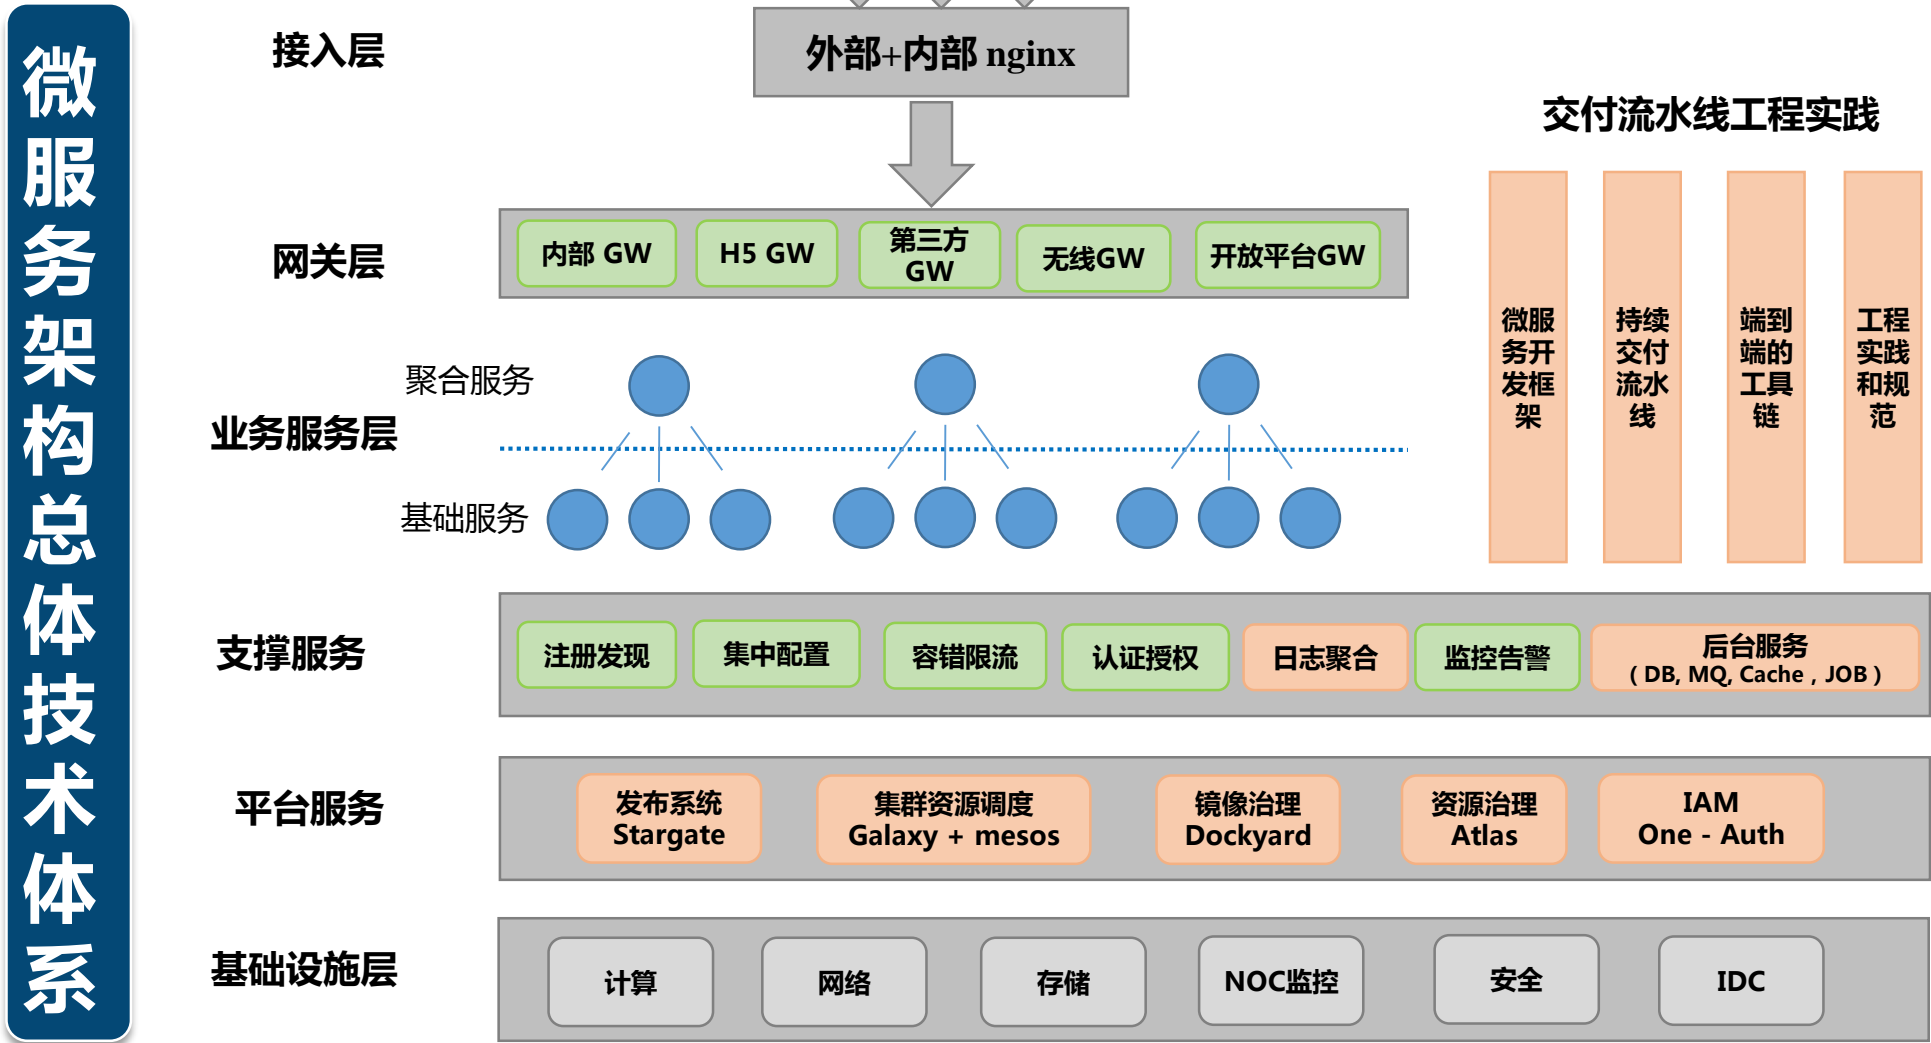 微服务架构总体技术体系
接入层
外部+内部 nginx
交付流水线工程实践
网关层
内部 GW
H5 GW
第三方
GW
无线GW
开放平台GW
微服
务开
发框
架
持续
交付
流水
线
端到
端的
工具
链
工程
实践
和规
范
聚合服务
业务服务层
基础服务
支撑服务
注册发现
集中配置
容错限流
认证授权
日志聚合
监控告警
后台服务
( DB, MQ, Cache , JOB )
平台服务
发布系统
Stargate
集群资源调度
Galaxy + mesos
镜像治理
Dockyard
资源治理
Atlas
IAM
One - Auth
基础设施层
计算
网络
存储
NOC监控
安全
IDC